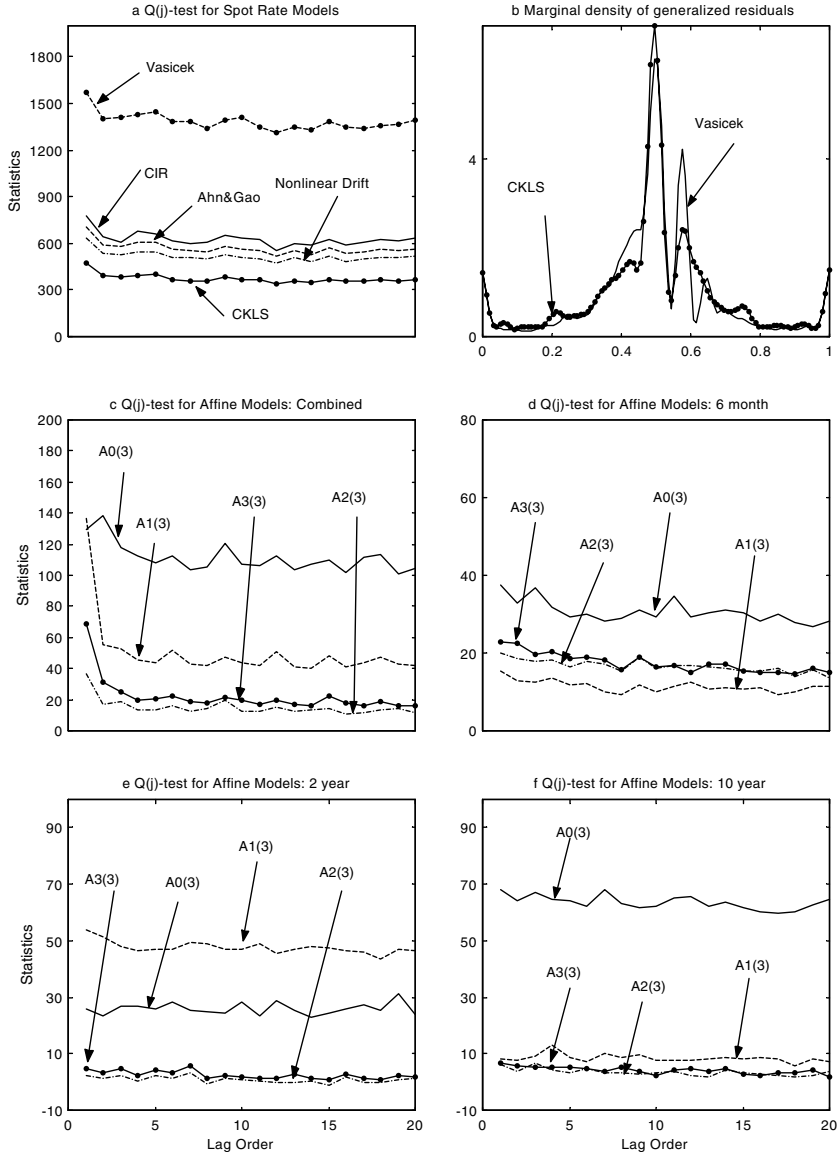 a Q(j)-test for Spot Rate Models
1800
1500
1200
900
600
300
0
Statistics
Vasicek
CIR
Ahn&Gao
Nonlinear Drift
CKLS
b Marginal density of generalized residuals
4
0
0 0.2 0.4 0.6 0.8 1
CKLS
Vasicek
c Q(j)-test for Affine Models: Combined
200
180
160
140
120
100
80
60
40
20
0
Statistics
A0(3)
A1(3)
A3(3)
A2(3)
d Q(j)-test for Affine Models: 6 month
80
60
40
20
0
A3(3)
A2(3)
A0(3)
A1(3)
e Q(j)-test for Affine Models: 2 year
90
70
50
30
10
-10
Statistics
A3(3)
A0(3)
A1(3)
A2(3)
0 5 10 15 20
Lag Order
f Q(j)-test for Affine Models: 10 year
90
70
50
30
10
-10
A0(3)
A3(3)
A2(3)
A1(3)
0 5 10 15 20
Lag Order